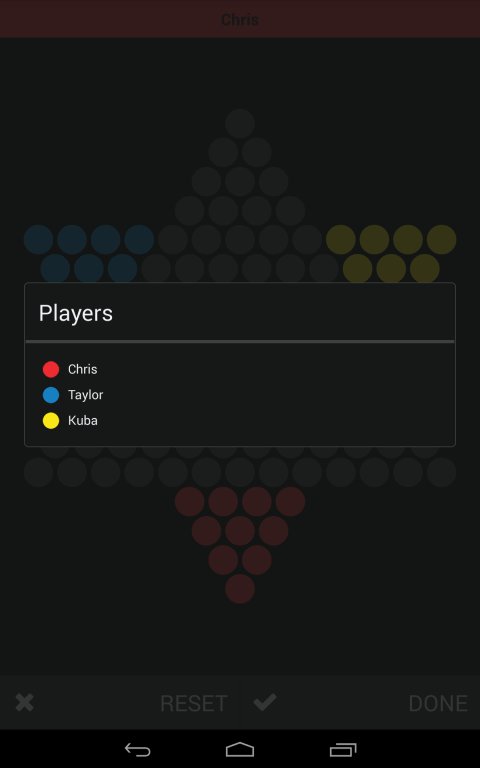 Chris
Players
Chris
Taylor
Kuba
RESET
DONE